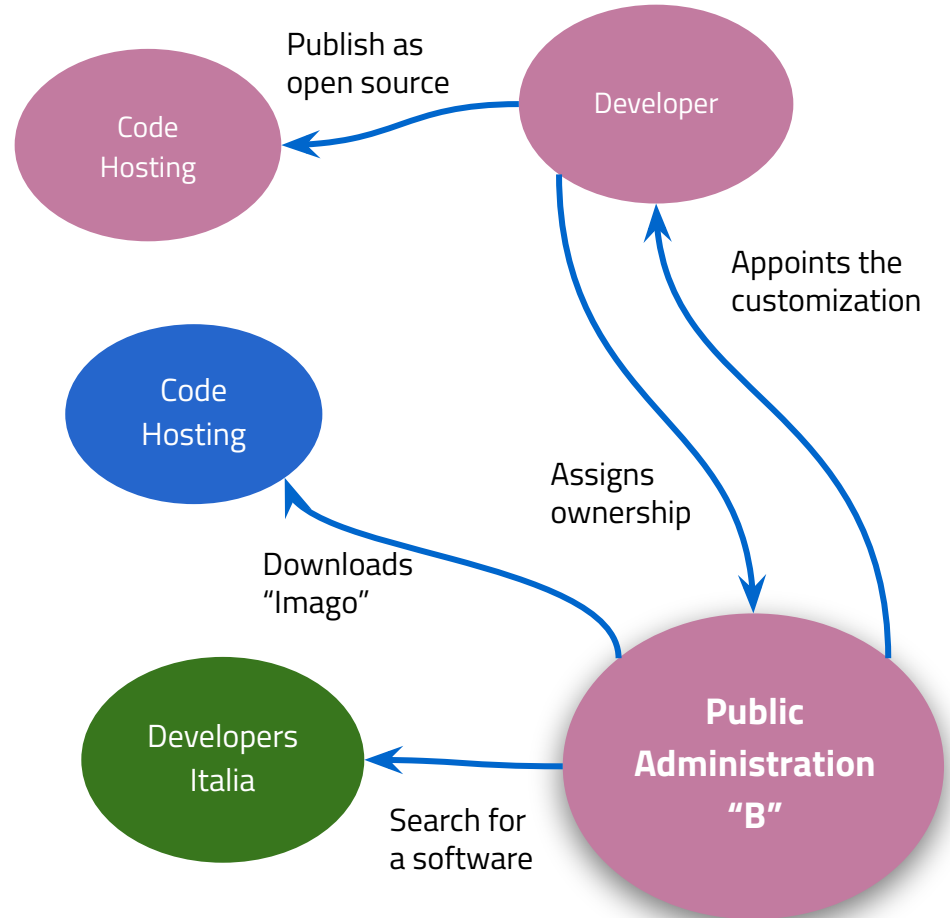 Publish as
open source
Developer
Code
Hosting
Appoints the
customization
Code
Hosting
Assigns
ownership
Downloads
“Imago”
Public
Administration
“B”
Developers
Italia
Search for
a software